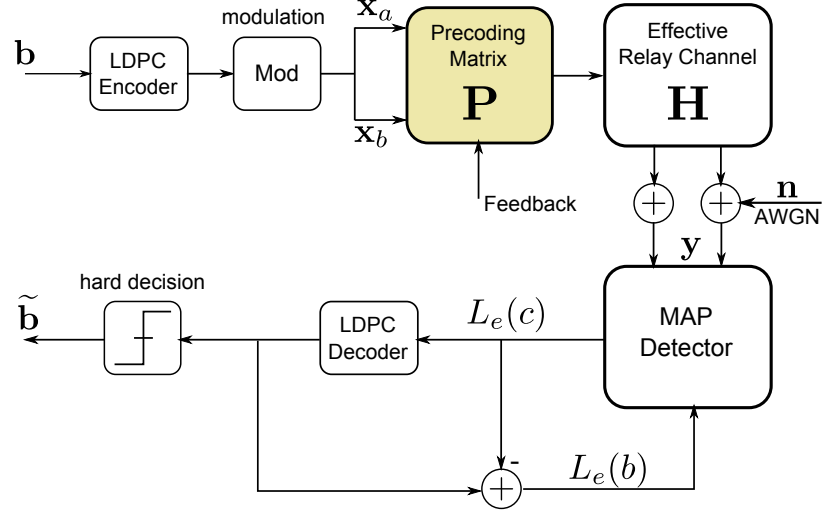 modulation
x_a
b
LDPC
Encoder
Mod
x_b
Precoding
Matrix
P
Effective
Relay Channel
H
Feedback
+
+
n
AWGN
y
hard decision
b̃
LDPC
Decoder
L_e(c)
MAP
Detector
+
-
L_e(b)